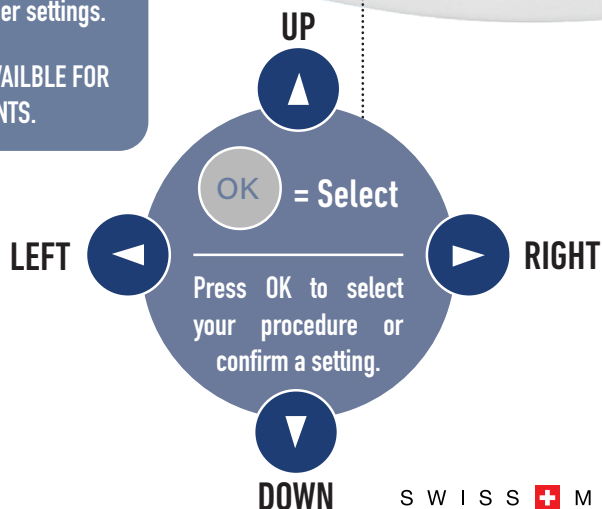 er settings.
VAILBLE FOR
NTS.
UP
OK = Select
LEFT
RIGHT
Press OK to select
your procedure or
confirm a setting.
DOWN
SWISS M